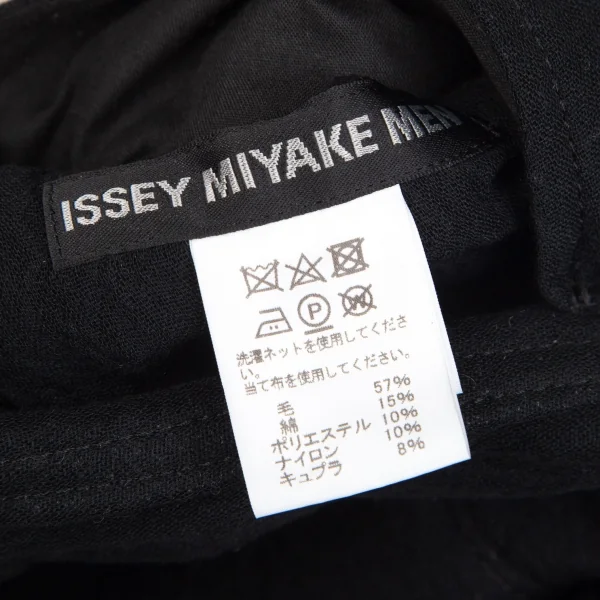 ISSEY MIYAKE MEN
洗濯ネットを使用してくださ
い。
当て布を使用してください。
毛 57%
綿 15%
ポリエステル 10%
ナイロン 10%
キュプラ 8%